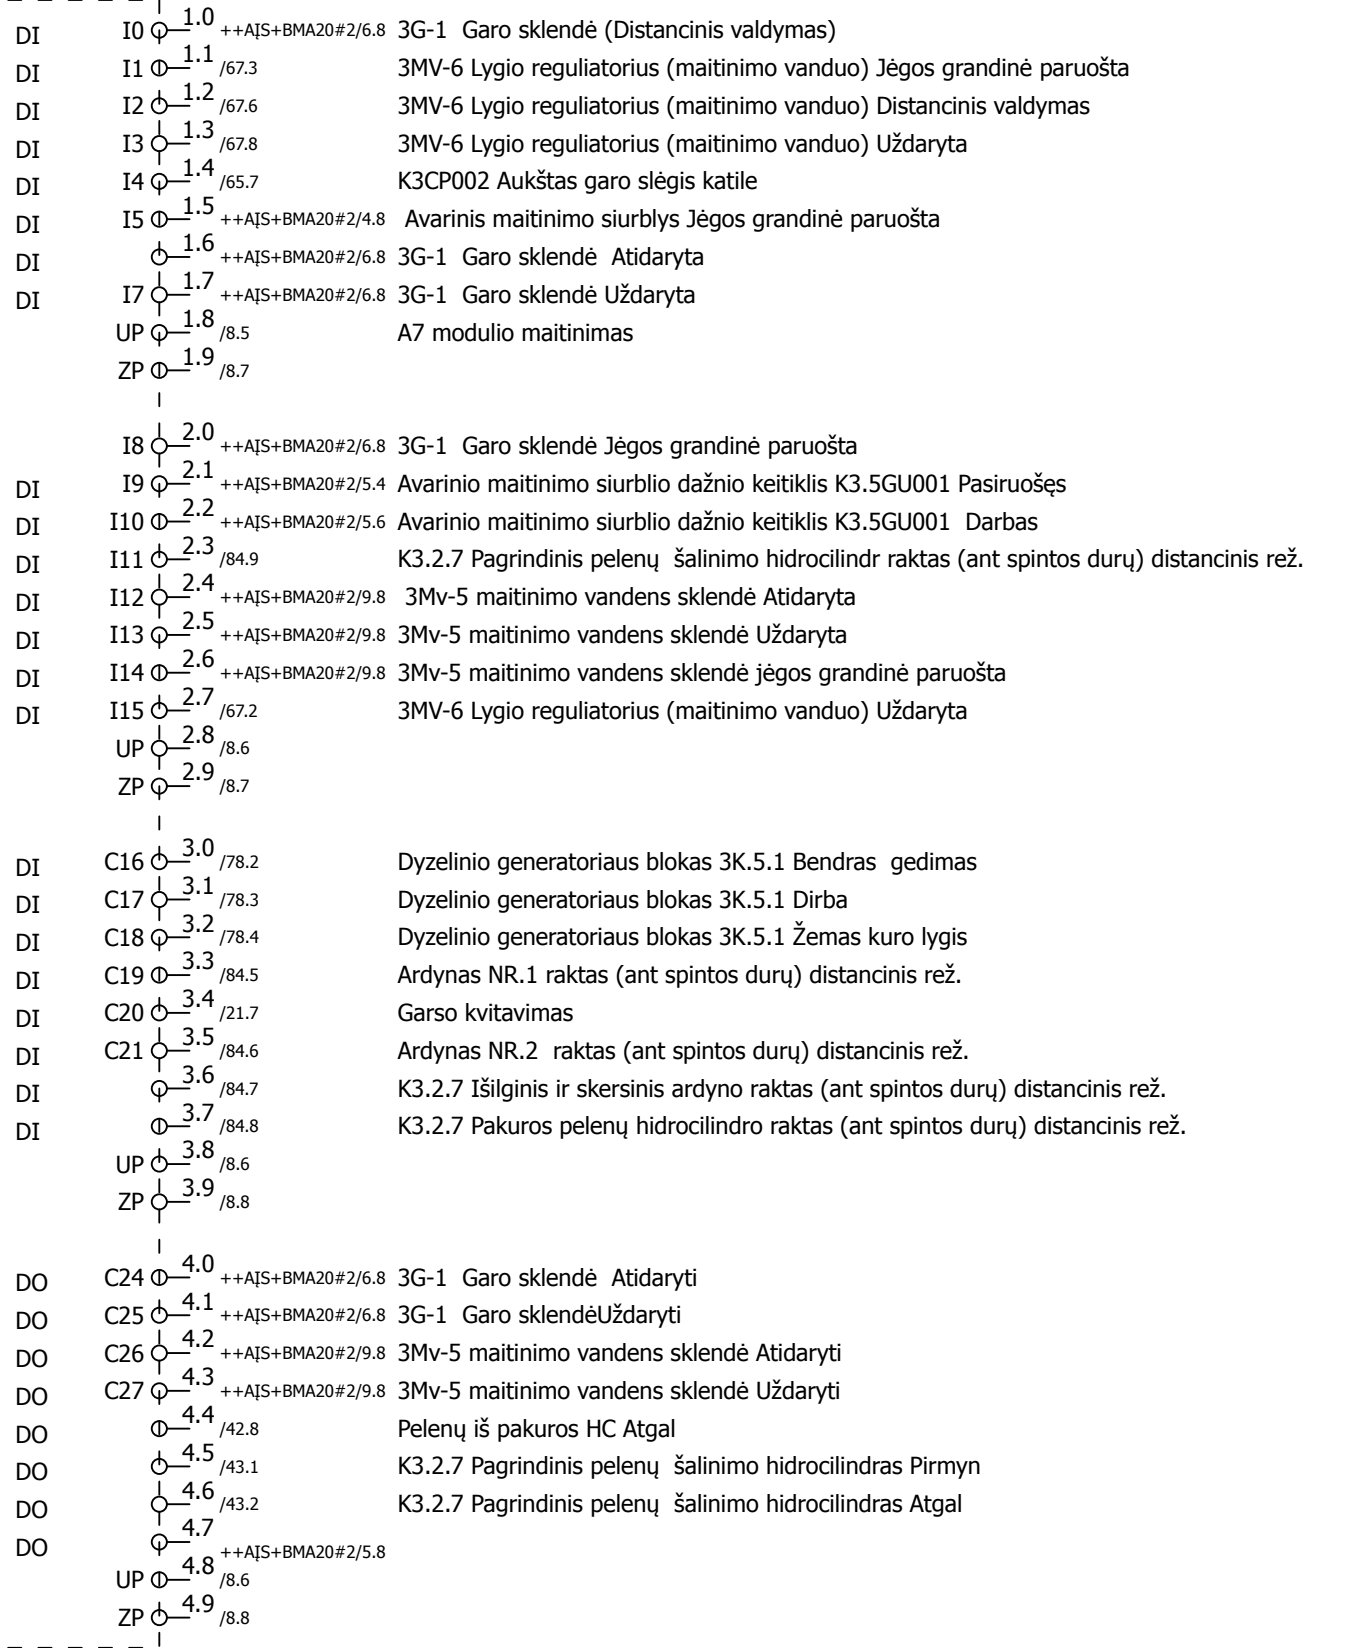 DI I0 1.0 ++AĮS+BMA20#2/6.8 3G-1 Garo sklendė (Distancinis valdymas)
DI I1 1.1 /67.3 3MV-6 Lygio reguliatorius (maitinimo vanduo) Jėgos grandinė paruošta
DI I2 1.2 /67.6 3MV-6 Lygio reguliatorius (maitinimo vanduo) Distancinis valdymas
DI I3 1.3 /67.8 3MV-6 Lygio reguliatorius (maitinimo vanduo) Uždaryta
DI I4 1.4 /65.7 K3CP002 Aukštas garo slėgis katile
DI I5 1.5 ++AĮS+BMA20#2/4.8 Avarinis maitinimo siurblys Jėgos grandinė paruošta
DI 1.6 ++AĮS+BMA20#2/6.8 3G-1 Garo sklendė Atidaryta
DI I7 1.7 ++AĮS+BMA20#2/6.8 3G-1 Garo sklendė Uždaryta
UP 1.8 /8.5 A7 modulio maitinimas
ZP 1.9 /8.7
I8 2.0 ++AĮS+BMA20#2/6.8 3G-1 Garo sklendė Jėgos grandinė paruošta
DI I9 2.1 ++AĮS+BMA20#2/5.4 Avarinio maitinimo siurblio dažnio keitiklis K3.5GU001 Pasiruošęs
DI I10 2.2 ++AĮS+BMA20#2/5.6 Avarinio maitinimo siurblio dažnio keitiklis K3.5GU001 Darbas
DI I11 2.3 /84.9 K3.2.7 Pagrindinis pelenų šalinimo hidrocilindr raktas (ant spintos durų) distancinis rež.
DI I12 2.4 ++AĮS+BMA20#2/9.8 3Mv-5 maitinimo vandens sklendė Atidaryta
DI I13 2.5 ++AĮS+BMA20#2/9.8 3Mv-5 maitinimo vandens sklendė Uždaryta
DI I14 2.6 ++AĮS+BMA20#2/9.8 3Mv-5 maitinimo vandens sklendė jėgos grandinė paruošta
DI I15 2.7 /67.2 3MV-6 Lygio reguliatorius (maitinimo vanduo) Uždaryta
UP 2.8 /8.6
ZP 2.9 /8.7
DI C16 3.0 /78.2 Dyzelinio generatoriaus blokas 3K.5.1 Bendras gedimas
DI C17 3.1 /78.3 Dyzelinio generatoriaus blokas 3K.5.1 Dirba
DI C18 3.2 /78.4 Dyzelinio generatoriaus blokas 3K.5.1 Žemas kuro lygis
DI C19 3.3 /84.5 Ardynas NR.1 raktas (ant spintos durų) distancinis rež.
DI C20 3.4 /21.7 Garso kvitavimas
DI C21 3.5 /84.6 Ardynas NR.2 raktas (ant spintos durų) distancinis rež.
DI 3.6 /84.7 K3.2.7 Išilginis ir skersinis ardyno raktas (ant spintos durų) distancinis rež.
DI 3.7 /84.8 K3.2.7 Pakuros pelenų hidrocilindro raktas (ant spintos durų) distancinis rež.
UP 3.8 /8.6
ZP 3.9 /8.8
DO C24 4.0 ++AĮS+BMA20#2/6.8 3G-1 Garo sklendė Atidaryti
DO C25 4.1 ++AĮS+BMA20#2/6.8 3G-1 Garo sklendėUždaryti
DO C26 4.2 ++AĮS+BMA20#2/9.8 3Mv-5 maitinimo vandens sklendė Atidaryti
DO C27 4.3 ++AĮS+BMA20#2/9.8 3Mv-5 maitinimo vandens sklendė Uždaryti
DO 4.4 /42.8 Pelenų iš pakuros HC Atgal
DO 4.5 /43.1 K3.2.7 Pagrindinis pelenų šalinimo hidrocilindras Pirmyn
DO 4.6 /43.2 K3.2.7 Pagrindinis pelenų šalinimo hidrocilindras Atgal
DO 4.7 ++AĮS+BMA20#2/5.8
UP 4.8 /8.6
ZP 4.9 /8.8